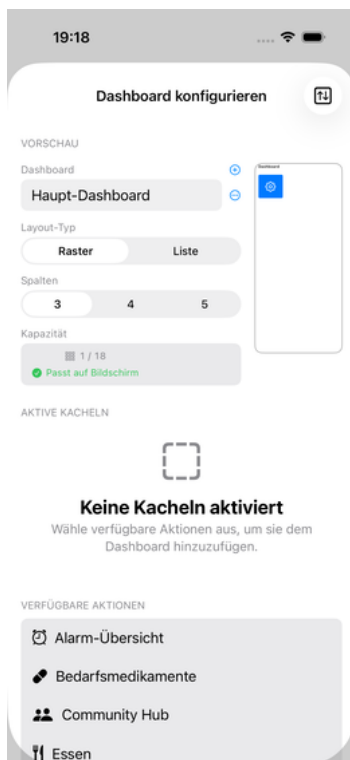 19:18
Dashboard konfigurieren
VORSCHAU
Dashboard
Haupt-Dashboard
Dashboard
Layout-Typ
Raster
Liste
Spalten
3
4
5
Kapazität
1 / 18
Passt auf Bildschirm
AKTIVE KACHELN
Keine Kacheln aktiviert
Wähle verfügbare Aktionen aus, um sie dem
Dashboard hinzuzufügen.
VERFÜGBARE AKTIONEN
Alarm-Übersicht
Bedarfsmedikamente
Community Hub
Essen